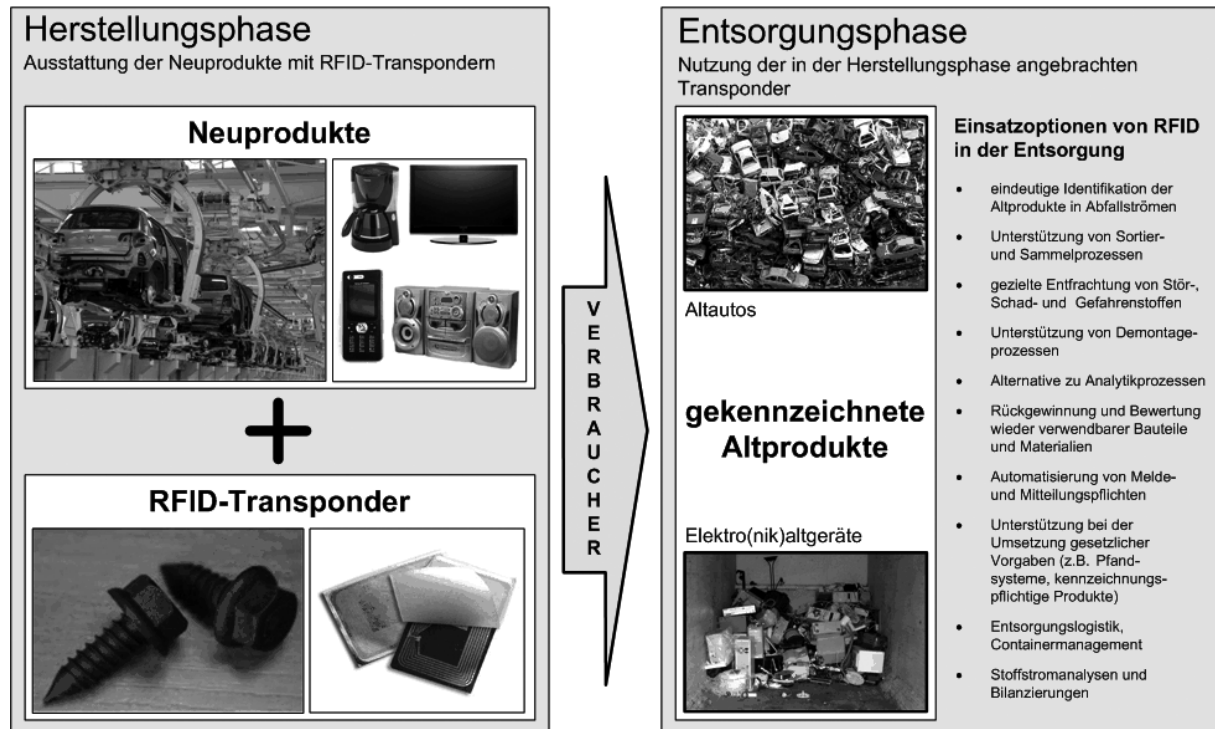 Herstellungsphase
Ausstattung der Neuprodukte mit RFID-Transpondern
Neuprodukte
RFID-Transponder
VERBRAUCHER
Entsorgungsphase
Nutzung der in der Herstellungsphase angebrachten
Transponder
Altautos
gekennzeichnete
Altprodukte
Elektro(nik)altgeräte
Einsatzoptionen von RFID
in der Entsorgung
• eindeutige Identifikation der
Altprodukte in Abfallströmen
• Unterstützung von Sortier-
und Sammelprozessen
• gezielte Entfrachtung von Stör-,
Schad- und Gefahrenstoffen
• Unterstützung von Demontage-
prozessen
• Alternative zu Analytikprozessen
• Rückgewinnung und Bewertung
wieder verwendbarer Bauteile
und Materialien
• Automatisierung von Melde-
und Mitteilungspflichten
• Unterstützung bei der
Umsetzung gesetzlicher
Vorgaben (z.B. Pfand-
systeme, kennzeichnungs-
pflichtige Produkte)
• Entsorgungslogistik,
Containermanagement
• Stoffstromanalysen und
Bilanzierungen